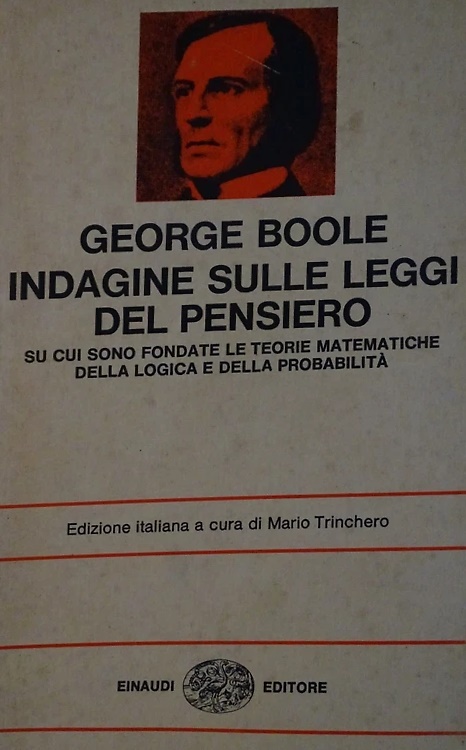 GEORGE BOOLE
INDAGINE SULLE LEGGI
DEL PENSIERO
SU CUI SONO FONDATE LE TEORIE MATEMATICHE
DELLA LOGICA E DELLA PROBABILITÀ
Edizione italiana a cura di Mario Trinchero
EINAUDI EDITORE